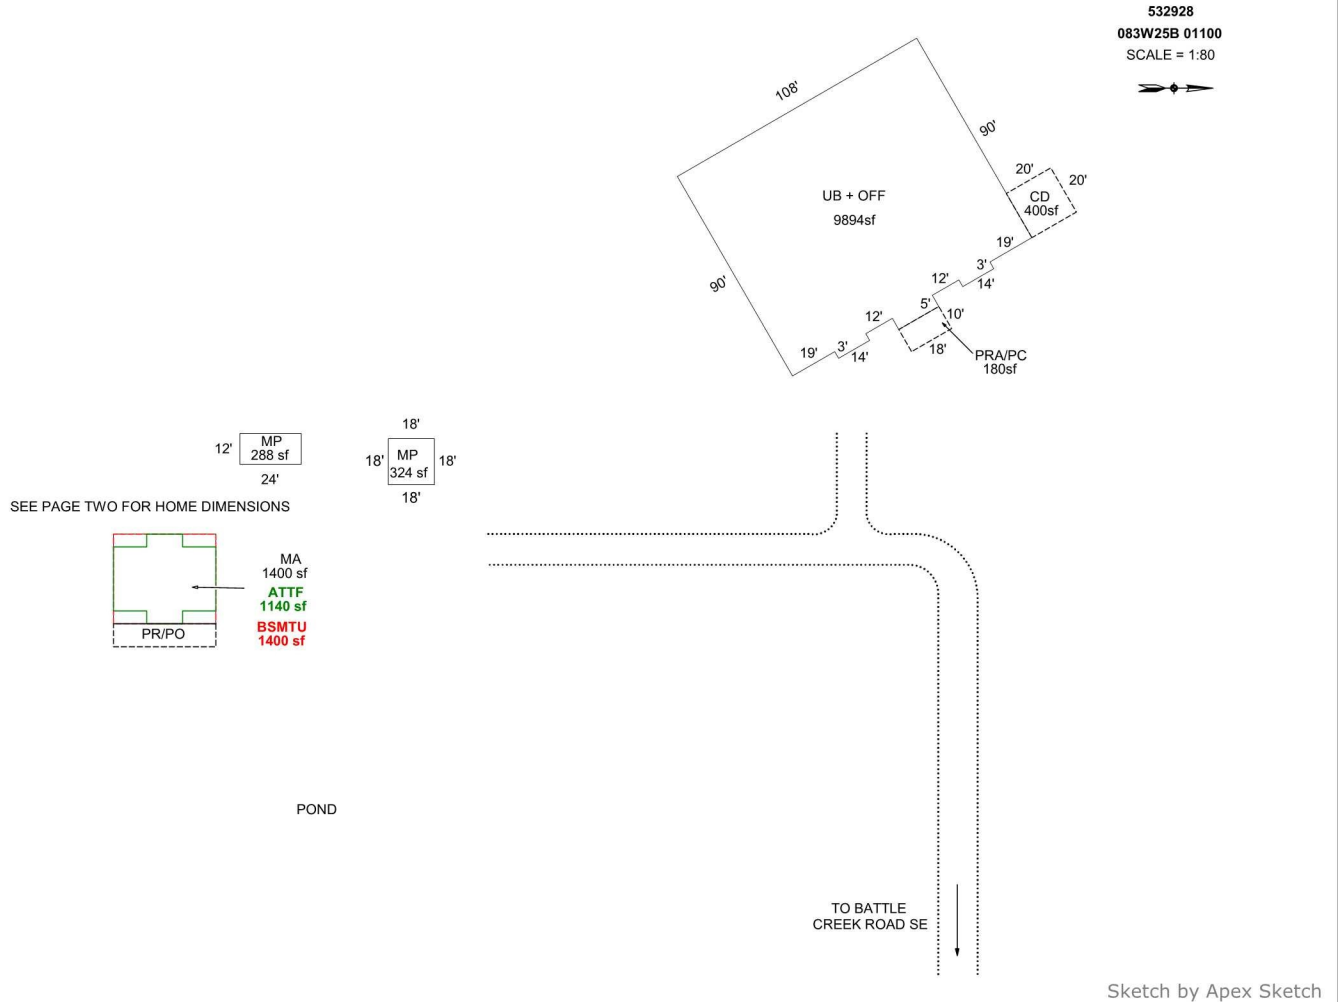 532928
083W25B 01100
SCALE = 1:80
108'
90'
20'
20'
CD
400sf
UB + OFF
9894sf
19'
3'
12'
14'
90'
5'
10'
12'
18'
3'
19'
14'
PRA/PC
180sf
18'
MP
288 sf
12'
24'
18'
MP
324 sf
18'
18'
SEE PAGE TWO FOR HOME DIMENSIONS
MA
1400 sf
ATTF
1140 sf
BSMTU
1400 sf
PR/PO
POND
TO BATTLE
CREEK ROAD SE
Sketch by Apex Sketch